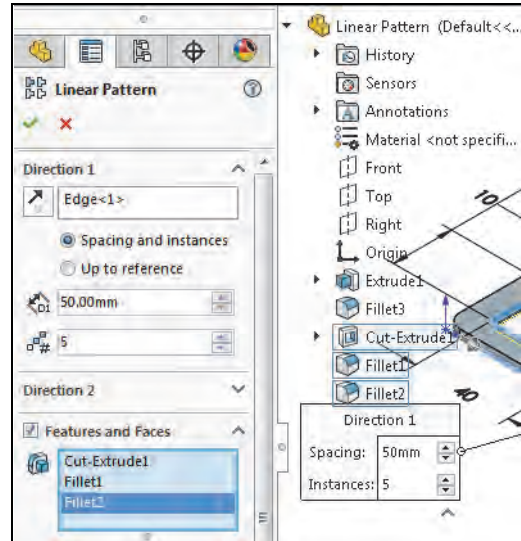 Linear Pattern
Direction 1
Edge<1>
Spacing and instances
Up to reference
D1
50.00mm
#
5
Direction 2
Features and Faces
Cut-Extrude1
Fillet1
Fillet2
Linear Pattern (Default<<...
History
Sensors
Annotations
Material <not specifi...
Front
Top
Right
Origin
Extrude1
Fillet3
Cut-Extrude1
Fillet1
Fillet2
10
40
Direction 1
Spacing: 50mm
Instances: 5